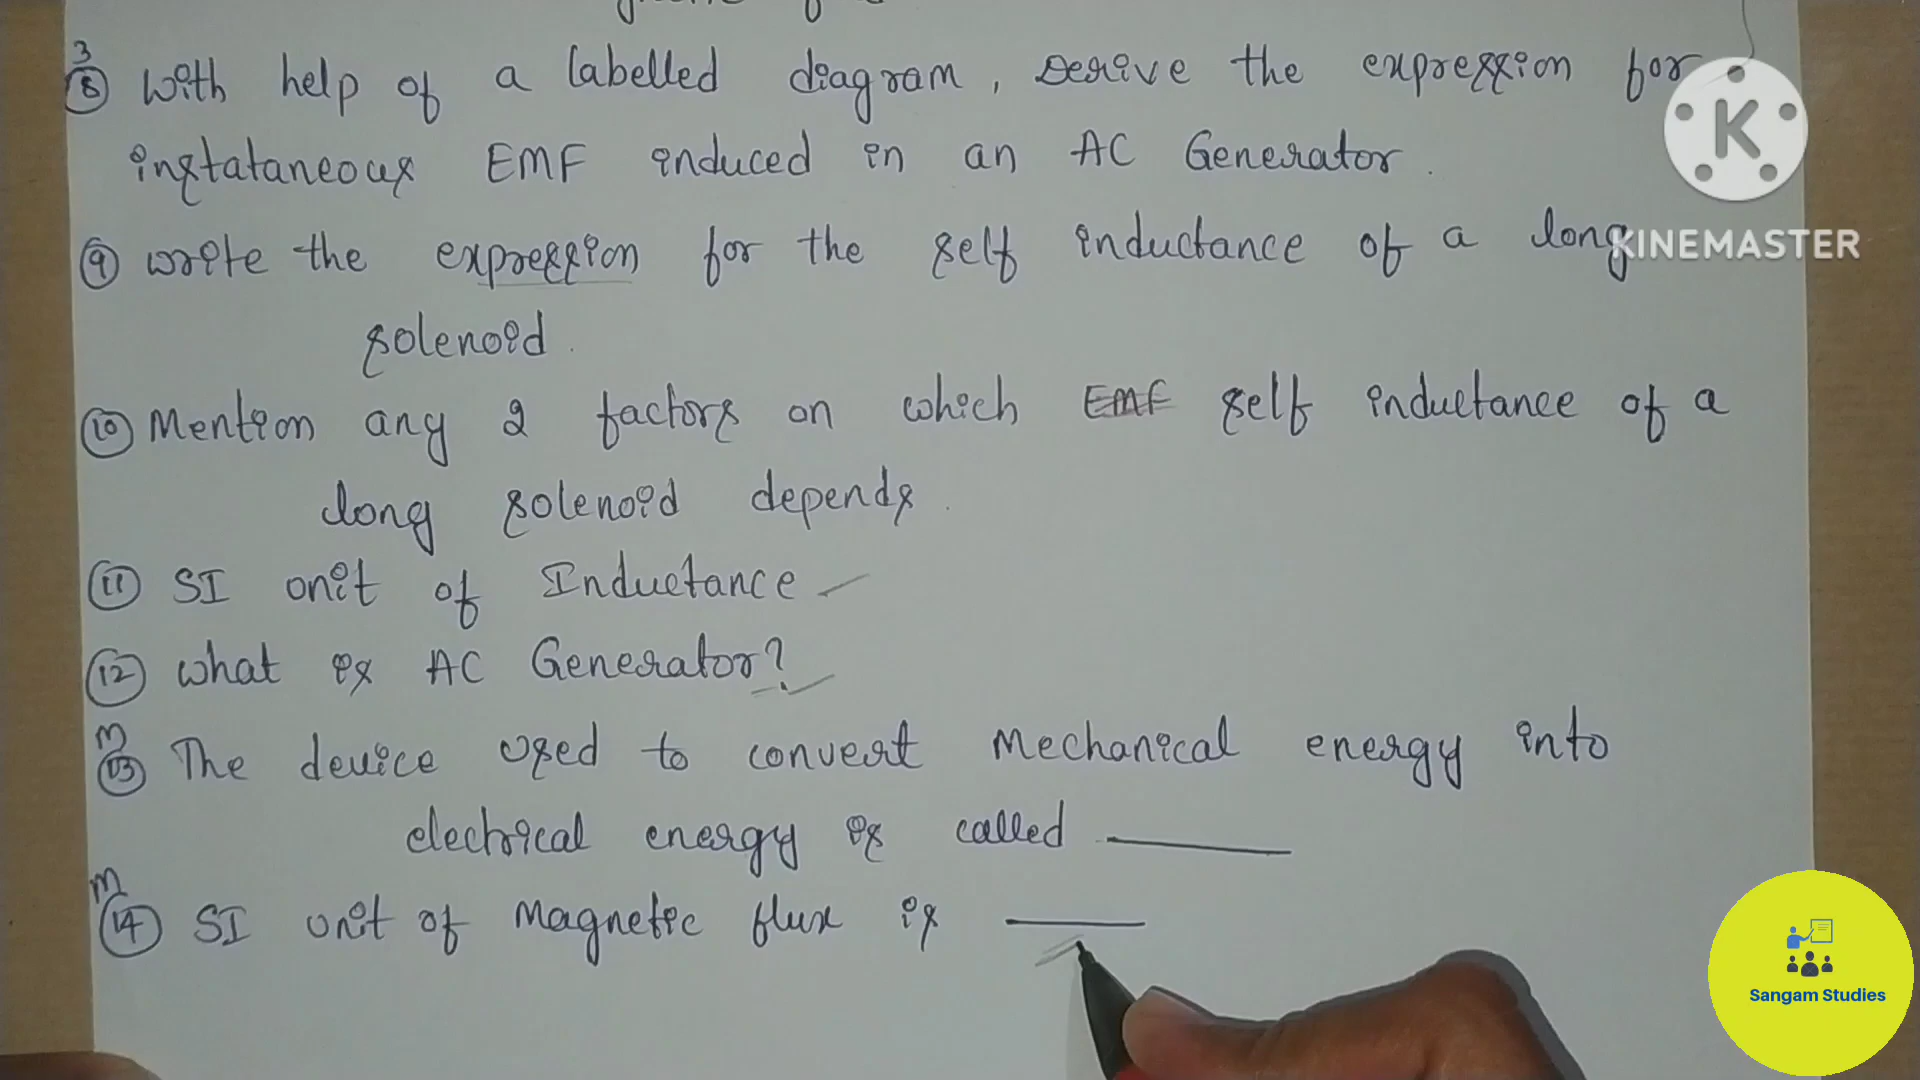 3
⑧ With help of a labelled diagram, Derive the expression for
instataneous EMF induced in an AC Generator.
⑨ write the expression for the self inductance of a long
solenoid.
⑩ Mention any 2 factors on which EMF self inductance of a
long solenoid depends.
⑪ SI unit of Inductance
⑫ what is AC Generator?
m
⑬ The device used to convert Mechanical energy into
electrical energy is called ______
m
⑭ SI unit of Magnetic flux is ______
K
KINEMASTER
Sangam Studies